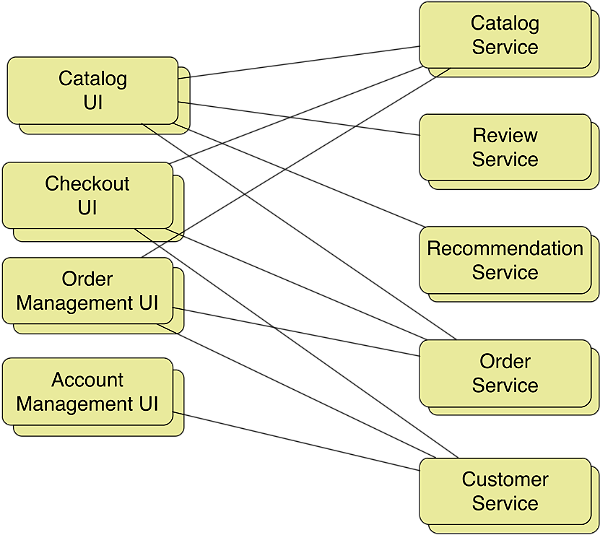 Catalog
UI
Checkout
UI
Order
Management UI
Account
Management UI
Catalog
Service
Review
Service
Recommendation
Service
Order
Service
Customer
Service